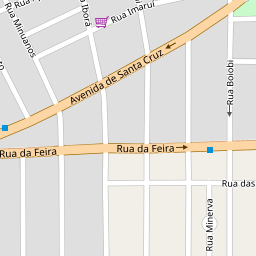 Rua Minuanos
Rua Iborá
Rua Imaruí
Avenida de Santa Cruz
Rua Boiobi
Rua da Feira
Rua da Feira
Rua das
Rua Minerva